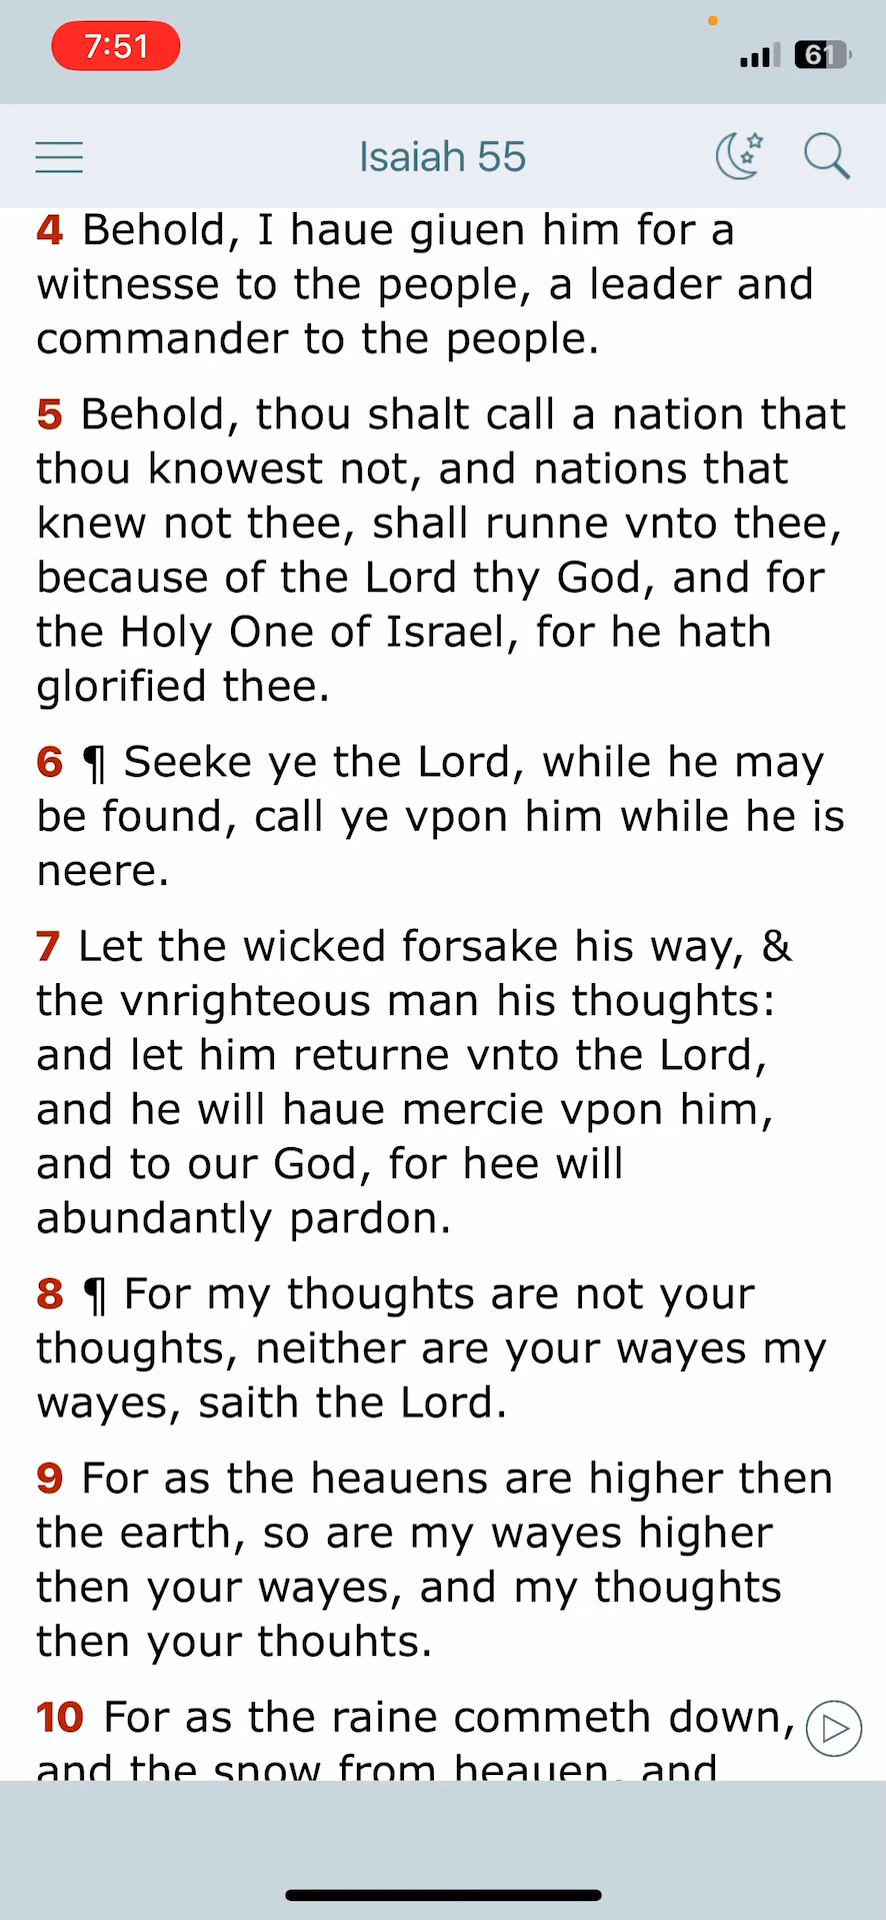 7:51
61
Isaiah 55
4 Behold, I haue giuen him for a
witnesse to the people, a leader and
commander to the people.
5 Behold, thou shalt call a nation that
thou knowest not, and nations that
knew not thee, shall runne vnto thee,
because of the Lord thy God, and for
the Holy One of Israel, for he hath
glorified thee.
6 ¶ Seeke ye the Lord, while he may
be found, call ye vpon him while he is
neere.
7 Let the wicked forsake his way, &
the vnrighteous man his thoughts:
and let him returne vnto the Lord,
and he will haue mercie vpon him,
and to our God, for hee will
abundantly pardon.
8 ¶ For my thoughts are not your
thoughts, neither are your wayes my
wayes, saith the Lord.
9 For as the heauens are higher then
the earth, so are my wayes higher
then your wayes, and my thoughts
then your thouhts.
10 For as the raine commeth down,
and the snow from heauen, and